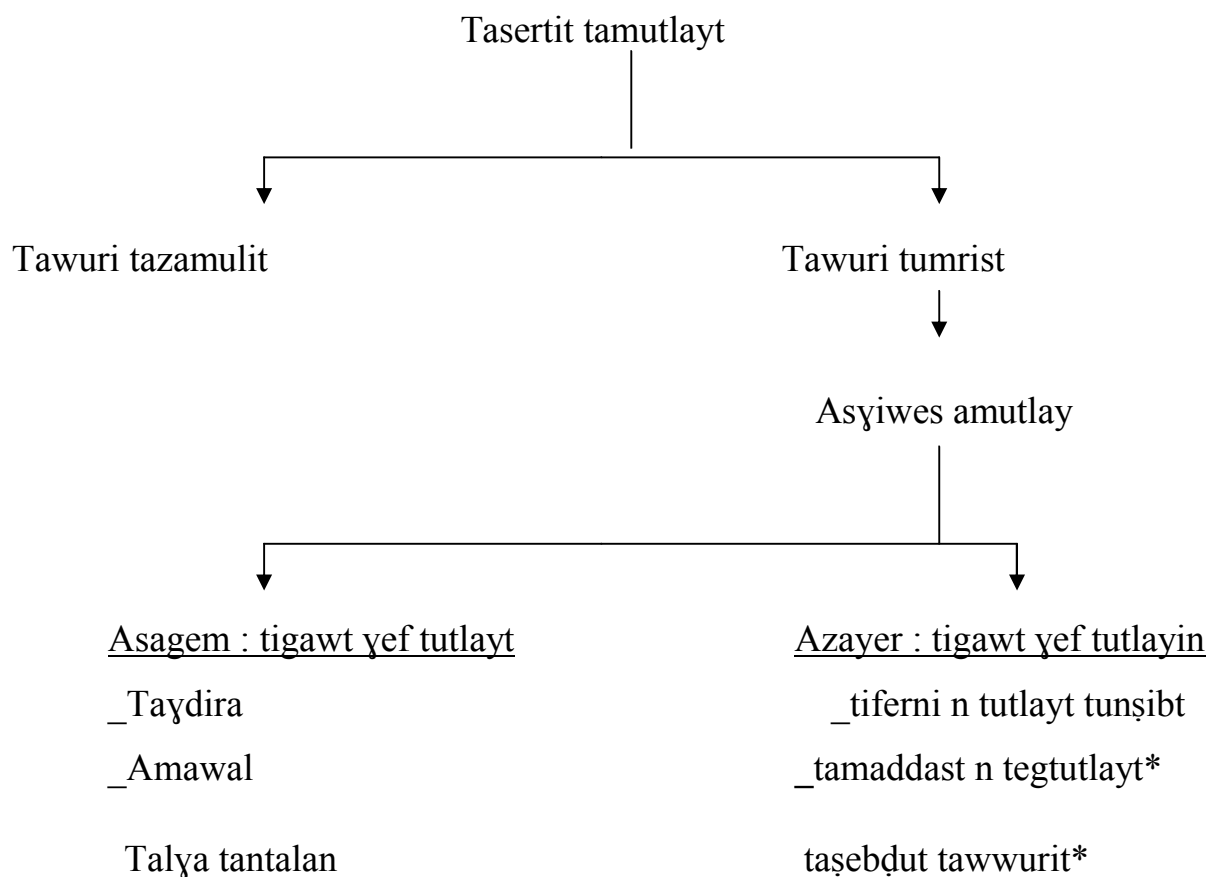 Tasertit tamutlayt
Tawuri tazamulit
Tawuri tumrist
Asɣiwes amutlay
Asagem : tigawt ɣef tutlayt
Azayer : tigawt ɣef tutlayin
_Taɣdira
_tiferni n tutlayt tunṣibt
_Amawal
_tamaddast n tegtutlayt*
Talɣa tantalan
taṣebḍut tawwurit*